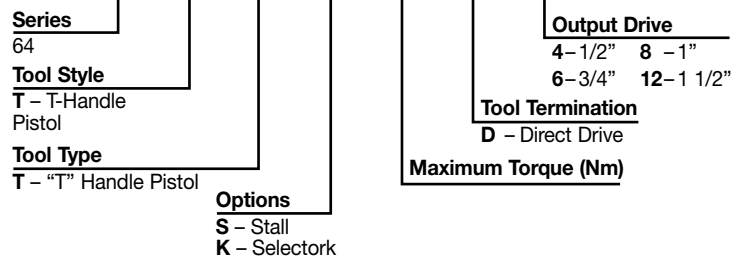 Series
64
Tool Style
T – T-Handle
Pistol
Tool Type
T – “T” Handle Pistol
Options
S – Stall
K – Selectork
Output Drive
4–1/2” 8 –1”
6–3/4” 12–1 1/2”
Tool Termination
D – Direct Drive
Maximum Torque (Nm)